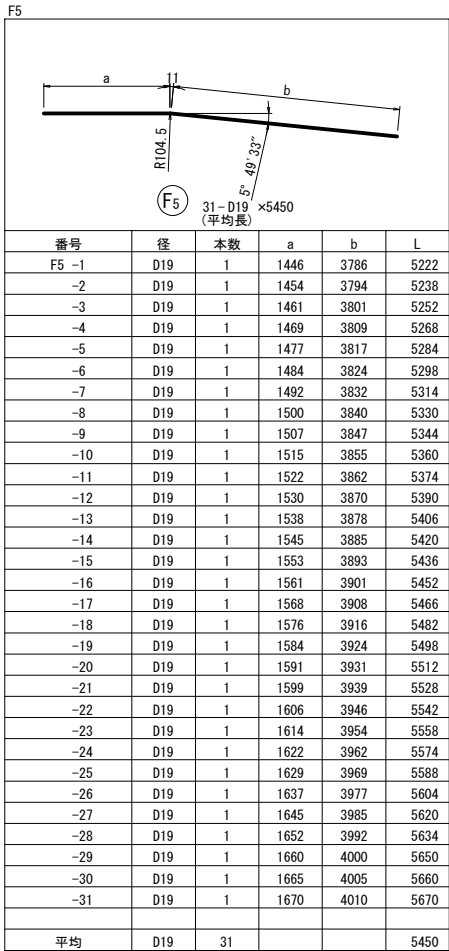 F5
a 11 b
R104.5
5° 49'33"
F5 31-D19 ×5450
(平均長)
番号 径 本数 a b L
F5 -1 D19 1 1446 3786 5222
-2 D19 1 1454 3794 5238
-3 D19 1 1461 3801 5252
-4 D19 1 1469 3809 5268
-5 D19 1 1477 3817 5284
-6 D19 1 1484 3824 5298
-7 D19 1 1492 3832 5314
-8 D19 1 1500 3840 5330
-9 D19 1 1507 3847 5344
-10 D19 1 1515 3855 5360
-11 D19 1 1522 3862 5374
-12 D19 1 1530 3870 5390
-13 D19 1 1538 3878 5406
-14 D19 1 1545 3885 5420
-15 D19 1 1553 3893 5436
-16 D19 1 1561 3901 5452
-17 D19 1 1568 3908 5466
-18 D19 1 1576 3916 5482
-19 D19 1 1584 3924 5498
-20 D19 1 1591 3931 5512
-21 D19 1 1599 3939 5528
-22 D19 1 1606 3946 5542
-23 D19 1 1614 3954 5558
-24 D19 1 1622 3962 5574
-25 D19 1 1629 3969 5588
-26 D19 1 1637 3977 5604
-27 D19 1 1645 3985 5620
-28 D19 1 1652 3992 5634
-29 D19 1 1660 4000 5650
-30 D19 1 1665 4005 5660
-31 D19 1 1670 4010 5670
平均 D19 31 5450